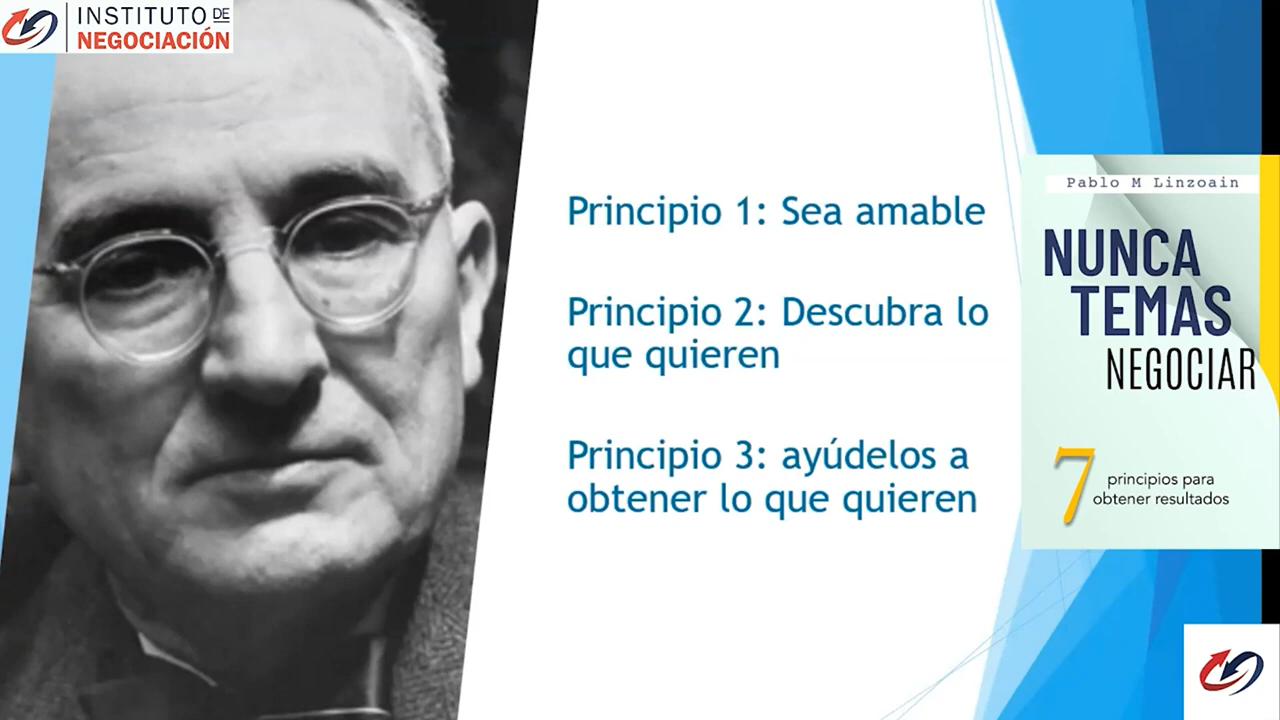 INSTITUTO DE
NEGOCIACIÓN
Principio 1: Sea amable
Principio 2: Descubra lo
que quieren
Principio 3: ayúdelos a
obtener lo que quieren
Pablo M Linzoain
NUNCA
TEMAS
NEGOCIAR
7
principios para
obtener resultados